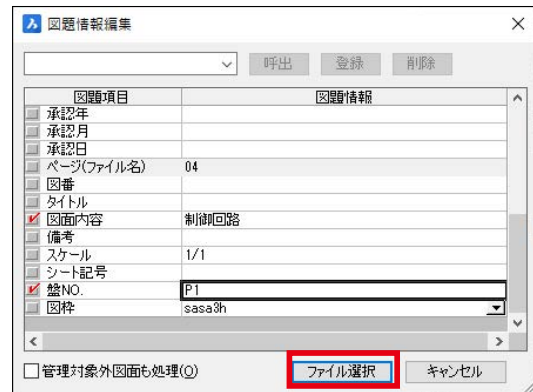 図題情報編集
呼出 登録 削除
図題項目 図題情報
承認年
承認月
承認日
ページ(ファイル名) 04
図番
タイトル
図面内容 制御回路
備考
スケール 1/1
シート記号
盤NO. P1
図枠 sasa3h
管理対象外図面も処理(O)
ファイル選択 キャンセル